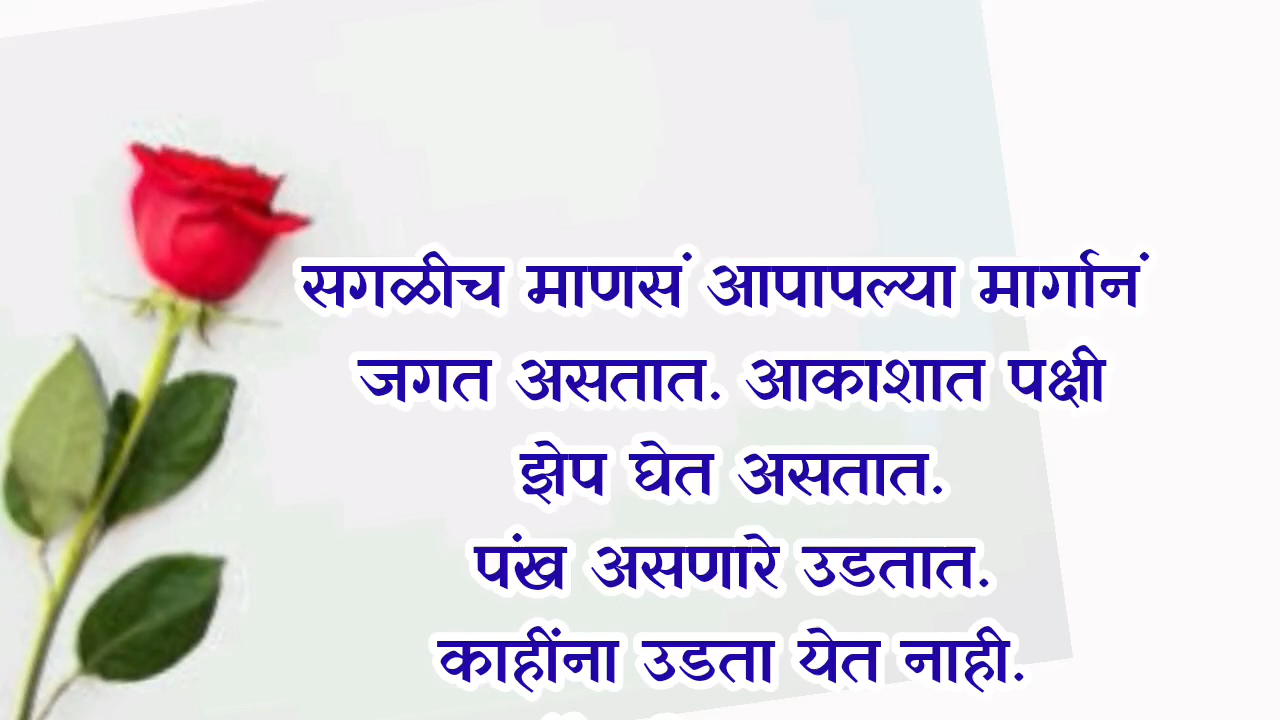 सगळीच माणसं आपापल्या मार्गानं
जगत असतात. आकाशात पक्षी
झेप घेत असतात.
पंख असणारे उडतात.
काहींना उडता येत नाही.